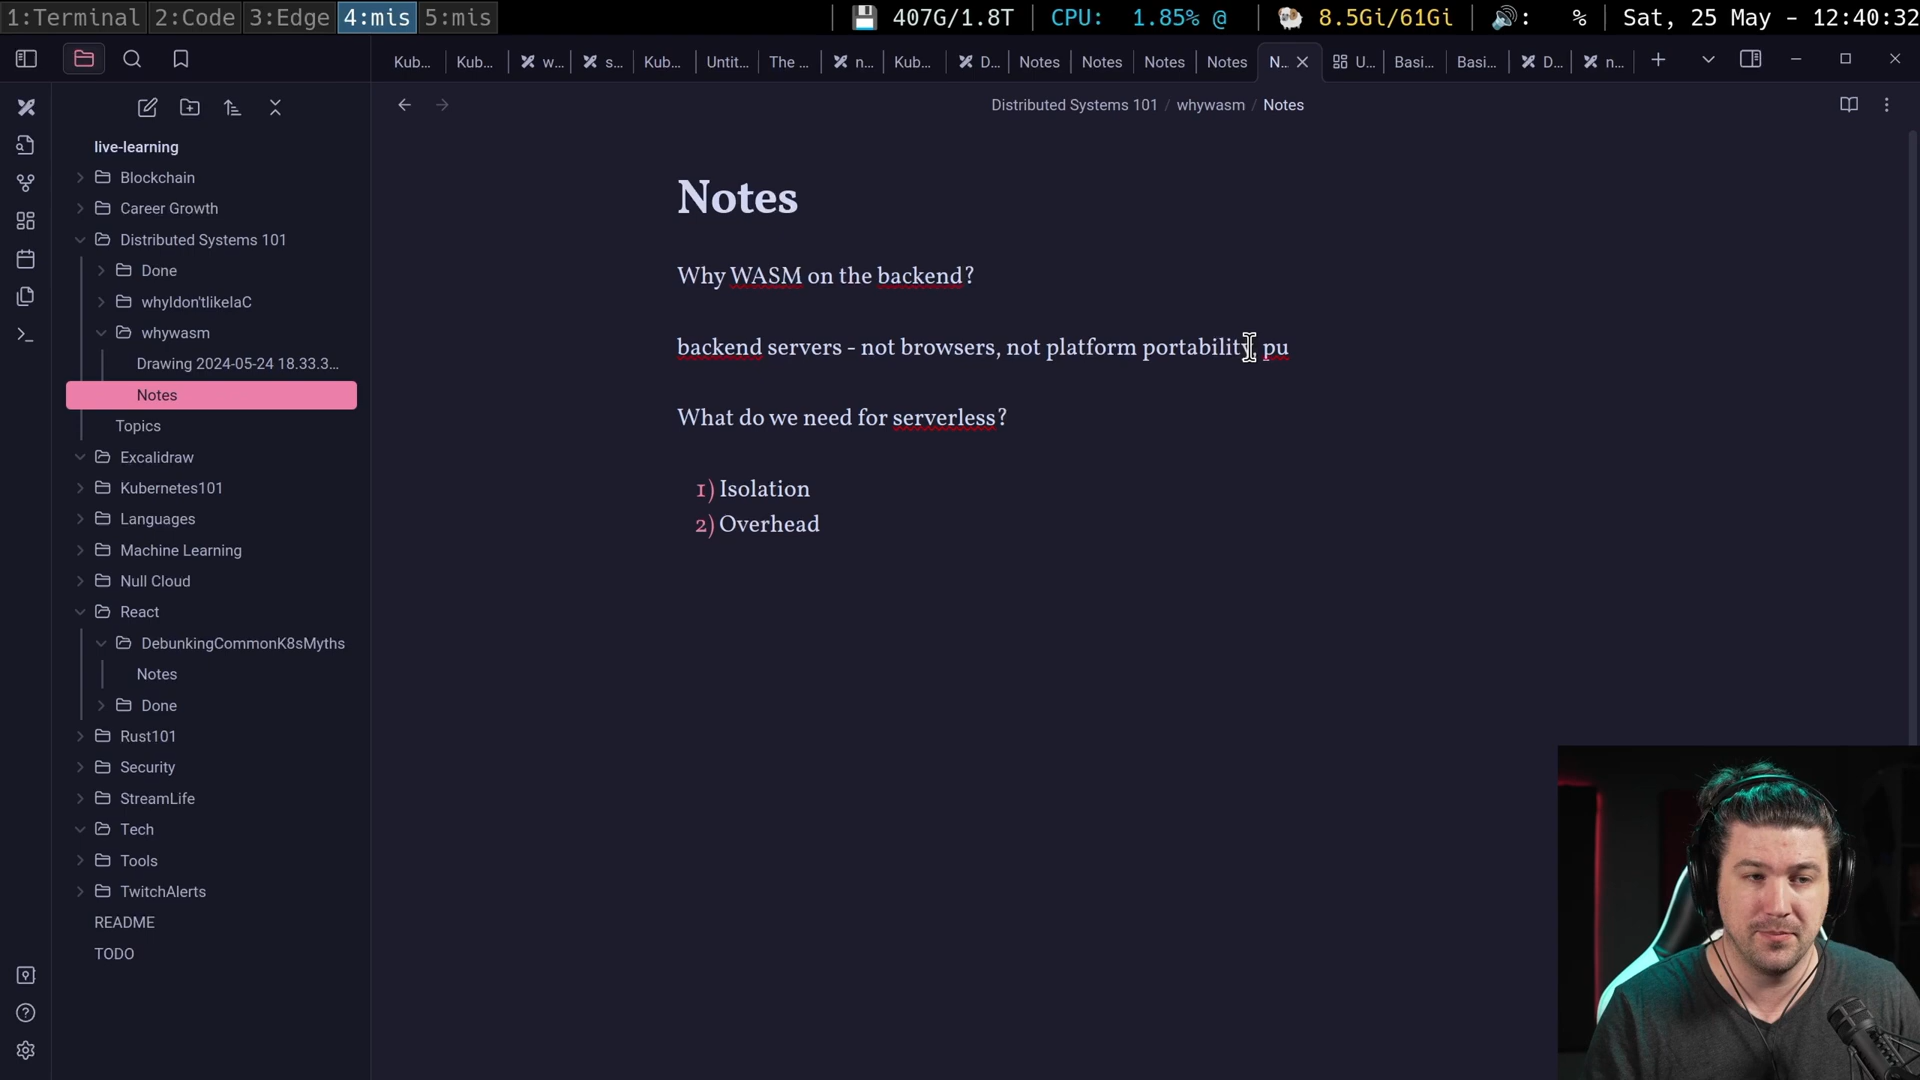 1:Terminal 2:Code 3:Edge 4:mis 5:mis 407G/1.8T CPU: 1.85% @ 8.5Gi/61Gi : % Sat, 25 May - 12:40:32
Kub... Kub... w... s... Kub... Untit... The ... n... Kub... D... Notes Notes Notes Notes N.. U... Basi... Basi... D... n...
Distributed Systems 101 / whywasm / Notes
live-learning
Blockchain
Career Growth
Distributed Systems 101
Done
whyIdon'tlikeIaC
whywasm
Drawing 2024-05-24 18.33.3...
Notes
Topics
Excalidraw
Kubernetes101
Languages
Machine Learning
Null Cloud
React
DebunkingCommonK8sMyths
Notes
Done
Rust101
Security
StreamLife
Tech
Tools
TwitchAlerts
README
TODO
Notes
Why WASM on the backend?
backend servers - not browsers, not platform portability, pu
What do we need for serverless?
1) Isolation
2) Overhead